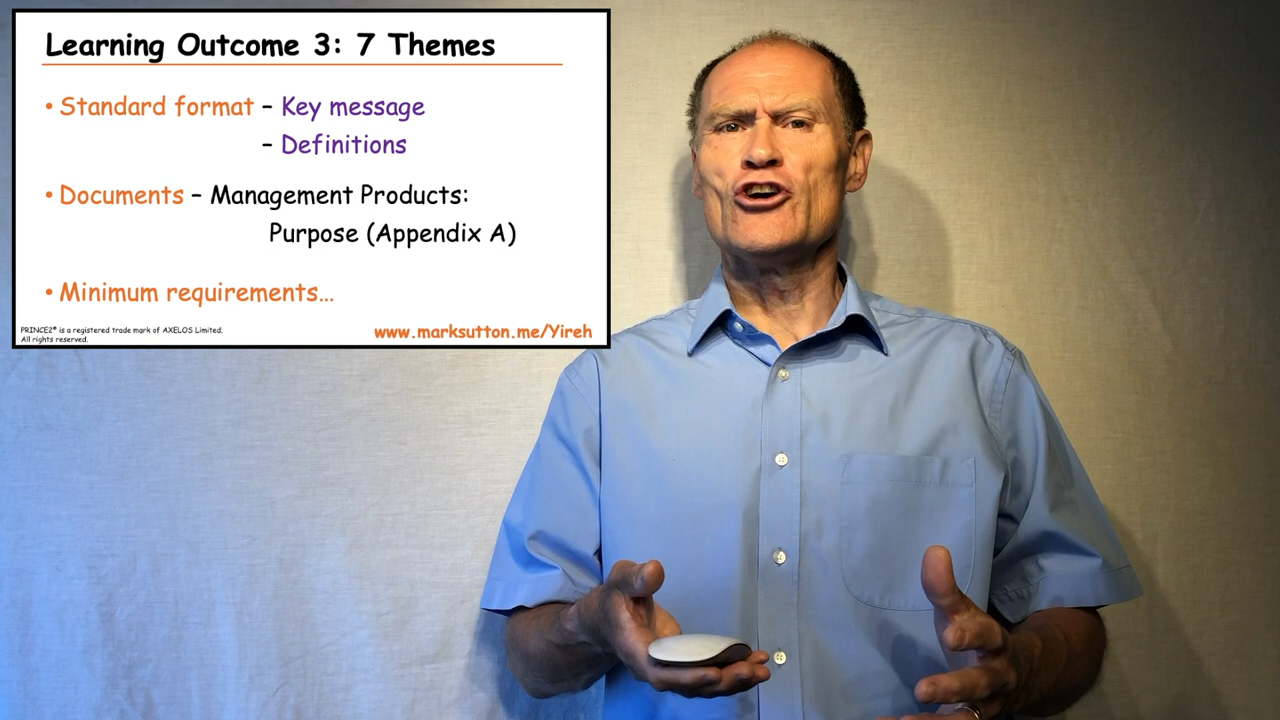 Learning Outcome 3: 7 Themes
• Standard format – Key message
– Definitions
• Documents – Management Products:
Purpose (Appendix A)
• Minimum requirements...
PRINCE2® is a registered trade mark of AXELOS Limited.
All rights reserved.
www.marksutton.me/Yireh